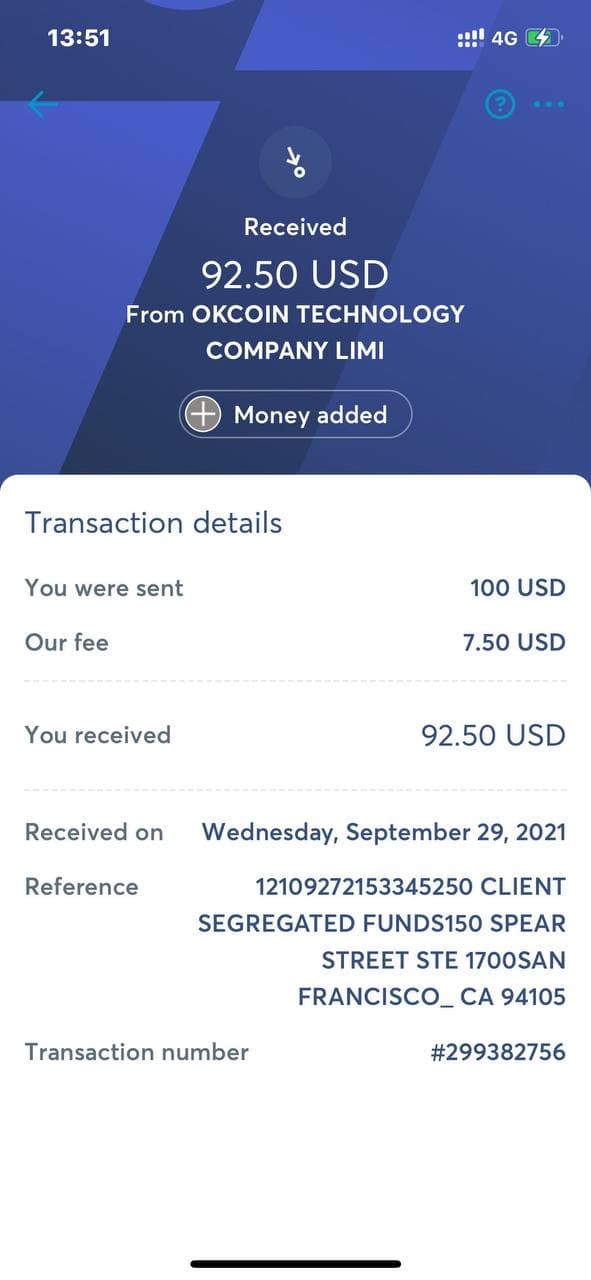 13:51 4G
Received
92.50 USD
From OKCOIN TECHNOLOGY
COMPANY LIMI
Money added
Transaction details
You were sent 100 USD
Our fee 7.50 USD
You received 92.50 USD
Received on Wednesday, September 29, 2021
Reference 12109272153345250 CLIENT
SEGREGATED FUNDS150 SPEAR
STREET STE 1700SAN
FRANCISCO_ CA 94105
Transaction number #299382756